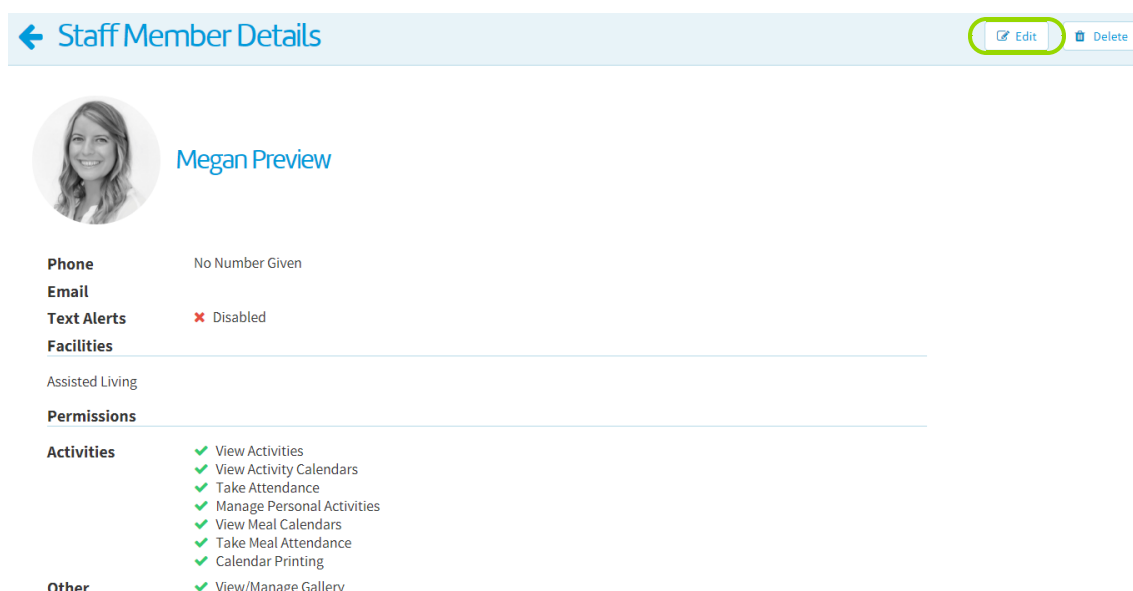 Staff Member Details
Edit
Delete
Megan Preview
Phone No Number Given
Email
Text Alerts Disabled
Facilities
Assisted Living
Permissions
Activities View Activities
View Activity Calendars
Take Attendance
Manage Personal Activities
View Meal Calendars
Take Meal Attendance
Calendar Printing
Other View/Manage Gallery